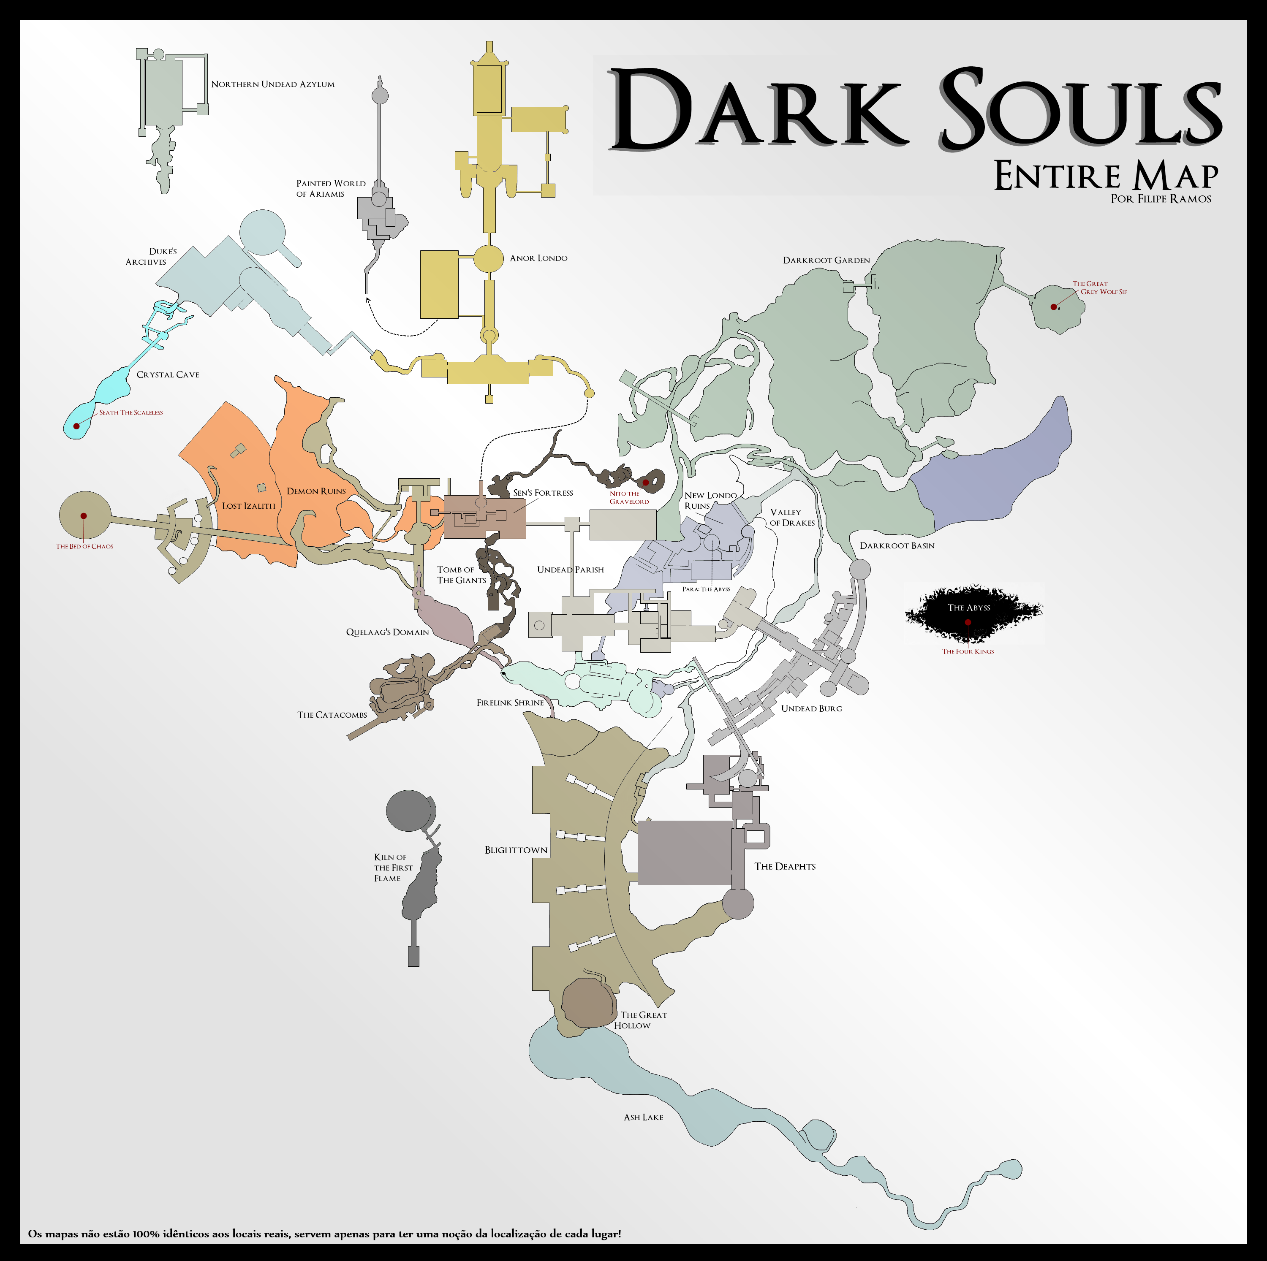 DARK SOULS
ENTIRE MAP
POR FILIPE RAMOS
NORTHERN UNDEAD AZYLUM
PAINTED WORLD
OF ARIAMIS
DUKE'S
ARCHIVES
ANOR LONDO
DARKROOT GARDEN
THE GREAT
GREY WOLF SIF
CRYSTAL CAVE
SEATH THE SCALELESS
DEMON RUINS
LOST IZALITH
SEN'S FORTRESS
NITO THE
GRAVELORD
NEW LONDO
RUINS
VALLEY
OF DRAKES
THE BED OF CHAOS
DARKROOT BASIN
TOMB OF
THE GIANTS
UNDEAD PARISH
PARA: THE ABYSS
THE ABYSS
THE FOUR KINGS
QUELAAG'S DOMAIN
FIRELINK SHRINE
UNDEAD BURG
THE CATACOMBS
BLIGHTTOWN
KILN OF
THE FIRST
FLAME
THE DEAPHTS
THE GREAT
HOLLOW
ASH LAKE
Os mapas não estão 100% idênticos aos locais reais, servem apenas para ter uma noção da localização de cada lugar!